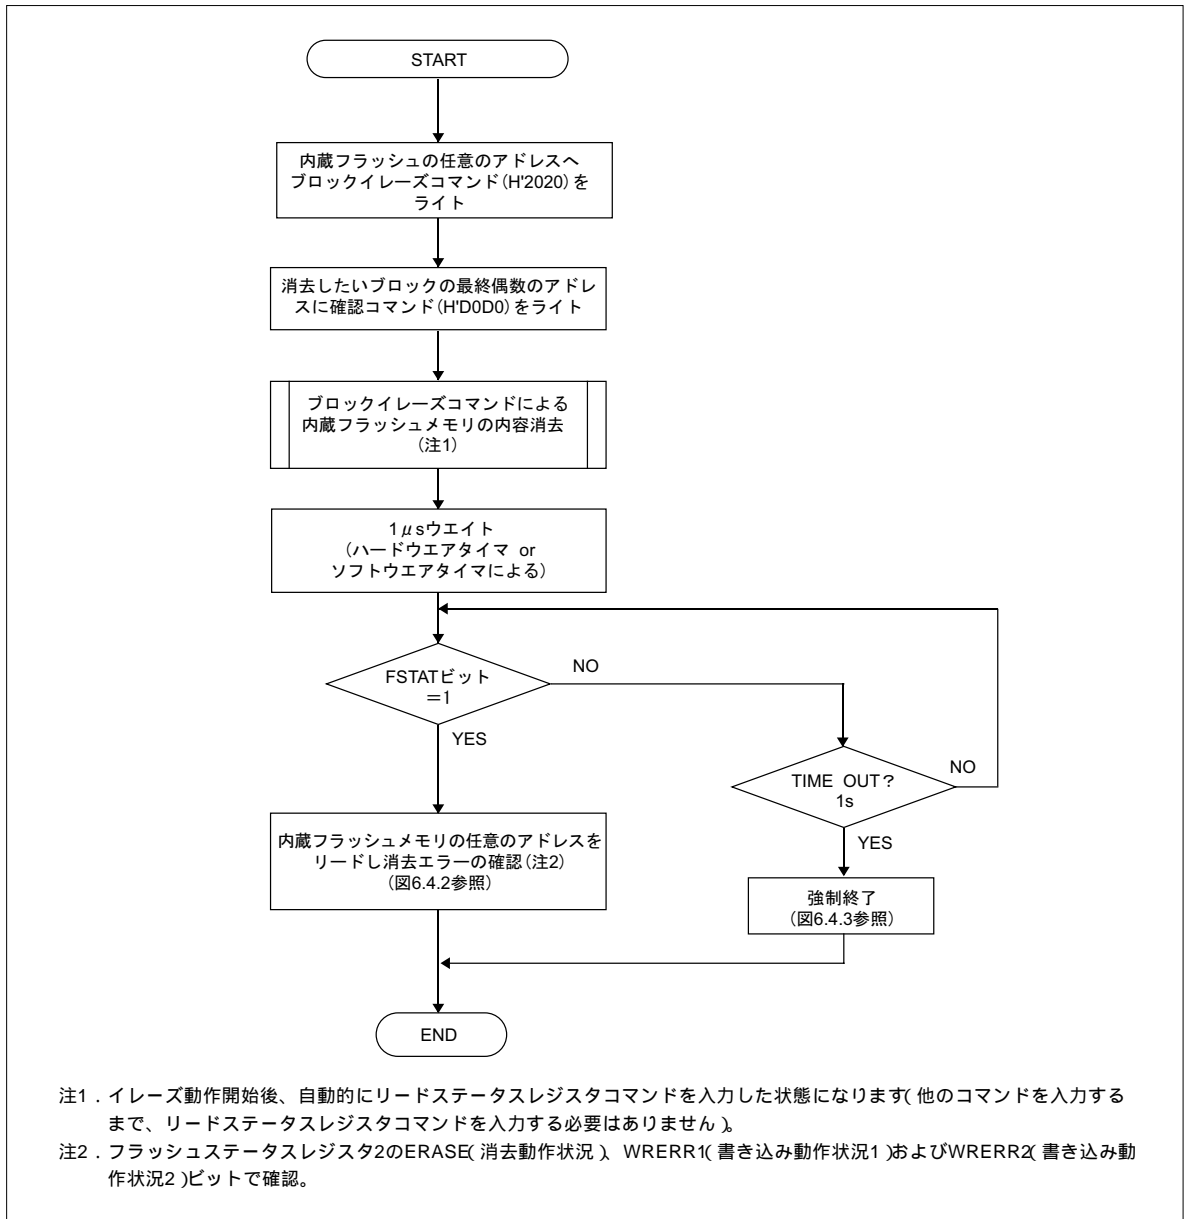 START
内蔵フラッシュの任意のアドレスへ
ブロックイレーズコマンド(H'2020)を
ライト
消去したいブロックの最終偶数のアドレ
スに確認コマンド(H'D0D0)をライト
ブロックイレーズコマンドによる
内蔵フラッシュメモリの内容消去
(注1)
1μsウエイト
(ハードウエアタイマ or
ソフトウエアタイマによる)
FSTATビット
=1
NO
YES
TIME OUT?
1s
NO
YES
内蔵フラッシュメモリの任意のアドレスを
リードし消去エラーの確認(注2)
(図6.4.2参照)
強制終了
(図6.4.3参照)
END
注1．イレーズ動作開始後、自動的にリードステータスレジスタコマンドを入力した状態になります(他のコマンドを入力する
まで、リードステータスレジスタコマンドを入力する必要はありません)。
注2．フラッシュステータスレジスタ2のERASE(消去動作状況)、WRERR1(書き込み動作状況1)およびWRERR2(書き込み動
作状況2)ビットで確認。